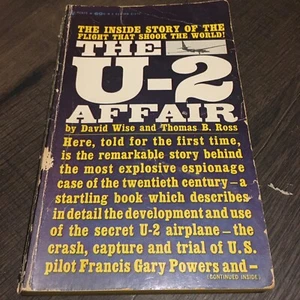 THE INSIDE STORY OF THE
FLIGHT THAT SHOOK THE WORLD!
THE
U-2
AFFAIR
by David Wise and Thomas B. Ross
Here, told for the first time,
is the remarkable story behind
the most explosive espionage
case of the twentieth century—a
startling book which describes
in detail the development and use
of the secret U-2 airplane—the
crash, capture and trial of U.S.
pilot Francis Gary Powers and—
(CONTINUED INSIDE)